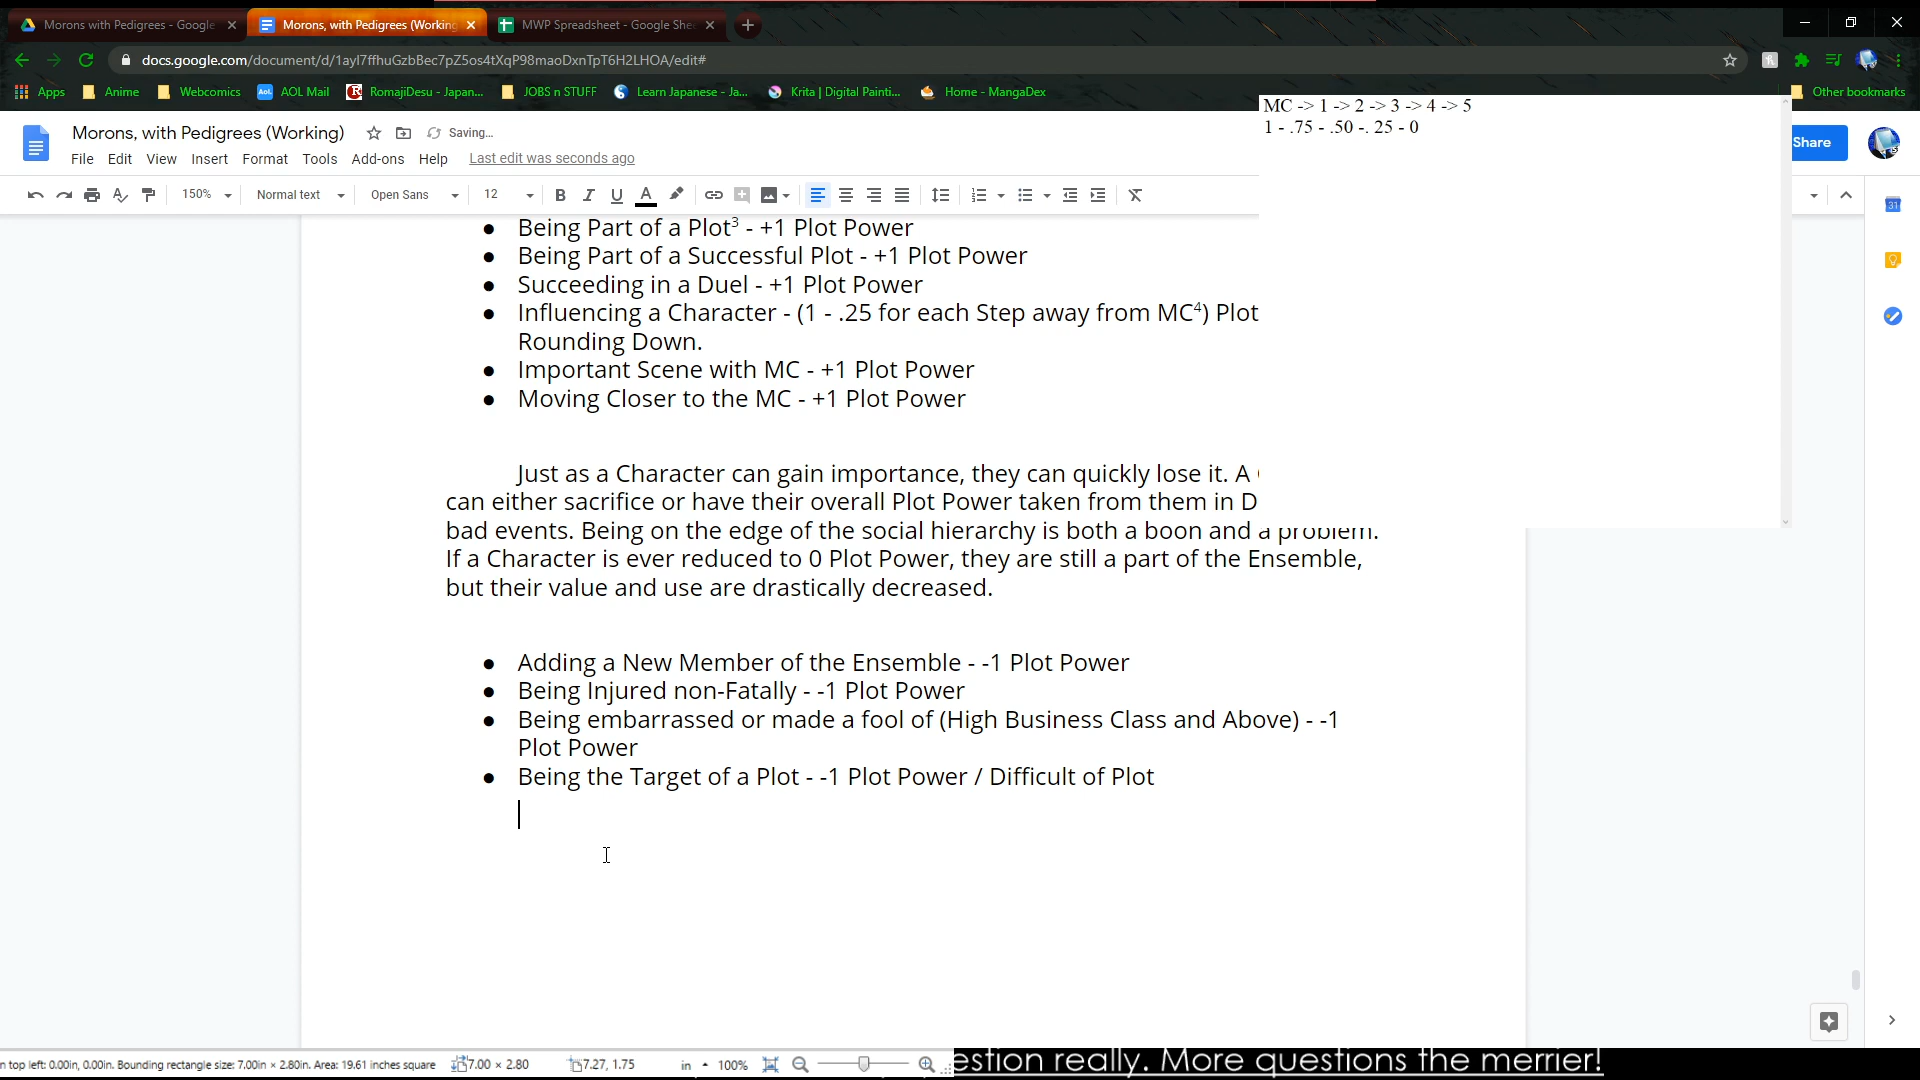 Morons with Pedigrees - Google
Morons, with Pedigrees (Working
MWP Spreadsheet - Google She
docs.google.com/document/d/1ayl7ffhuGzbBec7pZ5os4tXqP98maoDxnTpT6H2LHOA/edit#
Apps Anime Webcomics AOL Mail RomajiDesu - Japan... JOBS n STUFF Learn Japanese - Ja... Krita | Digital Painti... Home - MangaDex Other bookmarks
MC -> 1 -> 2 -> 3 -> 4 -> 5
1 - .75 - .50 -. 25 - 0
Morons, with Pedigrees (Working) Saving...
Share
File Edit View Insert Format Tools Add-ons Help Last edit was seconds ago
150% Normal text Open Sans 12 B I U A
31
Being Part of a Plot³ - +1 Plot Power
Being Part of a Successful Plot - +1 Plot Power
Succeeding in a Duel - +1 Plot Power
Influencing a Character - (1 - .25 for each Step away from MC⁴) Plot
Rounding Down.
Important Scene with MC - +1 Plot Power
Moving Closer to the MC - +1 Plot Power
Just as a Character can gain importance, they can quickly lose it. A
can either sacrifice or have their overall Plot Power taken from them in D
bad events. Being on the edge of the social hierarchy is both a boon and a problem.
If a Character is ever reduced to 0 Plot Power, they are still a part of the Ensemble,
but their value and use are drastically decreased.
Adding a New Member of the Ensemble - -1 Plot Power
Being Injured non-Fatally - -1 Plot Power
Being embarrassed or made a fool of (High Business Class and Above) - -1
Plot Power
Being the Target of a Plot - -1 Plot Power / Difficult of Plot
n top left: 0.00in, 0.00in. Bounding rectangle size: 7.00in × 2.80in. Area: 19.61 inches square 7.00 × 2.80 7.27, 1.75 in 100%
estion really. More questions the merrier!